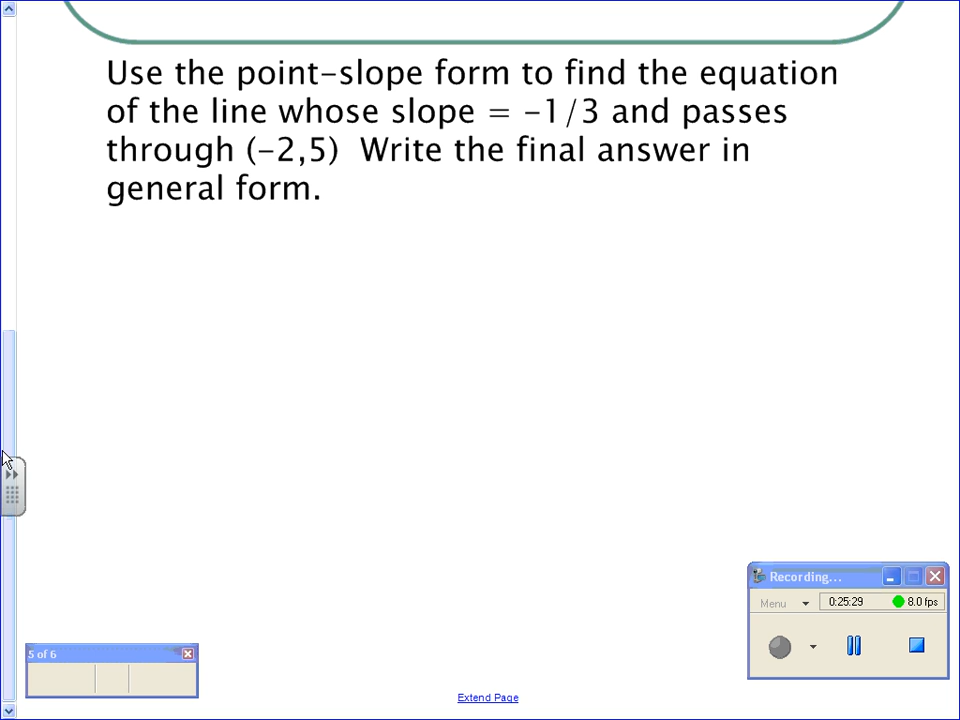 Use the point-slope form to find the equation
of the line whose slope = -1/3 and passes
through (-2,5)  Write the final answer in
general form.
Recording...
Menu
0:25:29
8.0 fps
5 of 6
Extend Page